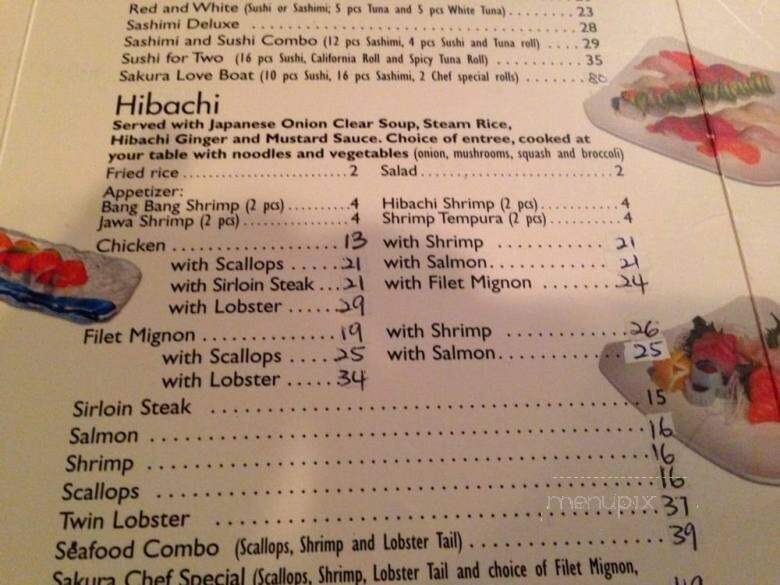 Red and White (Sushi or Sashimi; 5 pcs Tuna and 5 pcs White Tuna) ........ 23
Sashimi Deluxe ........ 28
Sashimi and Sushi Combo (12 pcs Sashimi, 4 pcs Sushi and Tuna roll) .... 29
Sushi for Two (16 pcs Sushi, California Roll and Spicy Tuna Roll) ........ 35
Sakura Love Boat (10 pcs Sushi, 16 pcs Sashimi, 2 Chef special rolls) ....... 80
Hibachi
Served with Japanese Onion Clear Soup, Steam Rice,
Hibachi Ginger and Mustard Sauce. Choice of entree, cooked at
your table with noodles and vegetables (onion, mushrooms, squash and broccoli)
Fried rice ........ 2 Salad ........ 2
Appetizer:
Bang Bang Shrimp (2 pcs) .......... 4 Hibachi Shrimp (2 pcs) .......... 4
Jawa Shrimp (2 pcs) .......... 4 Shrimp Tempura (2 pcs) .......... 4
Chicken ........ 13 with Shrimp ........ 21
with Scallops ...... 21 with Salmon ........ 21
with Sirloin Steak ... 21 with Filet Mignon ....... 24
with Lobster ..... 29
Filet Mignon ........ 19 with Shrimp ........ 26
with Scallops ..... 25 with Salmon ........ 25
with Lobster ..... 34
Sirloin Steak ........ 15
Salmon ........ 16
Shrimp ........ 16
Scallops ........ 16
Twin Lobster ........ 37
Seafood Combo (Scallops, Shrimp and Lobster Tail) ........ 39
Sakura Chef Special (Scallops, Shrimp, Lobster Tail and choice of Filet Mignon,
menupix